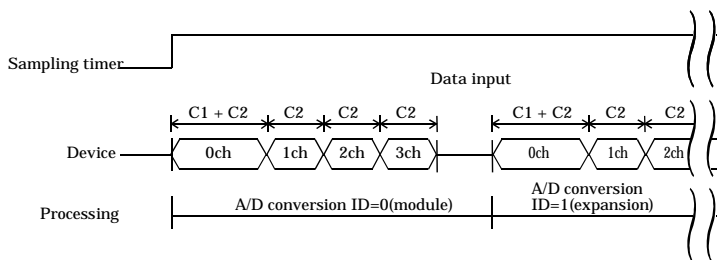 Sampling timer
Data input
C1 + C2 C2 C2 C2 C1 + C2 C2 C2
Device 0ch 1ch 2ch 3ch 0ch 1ch 2ch
Processing A/D conversion ID=0(module) A/D conversion
ID=1(expansion)